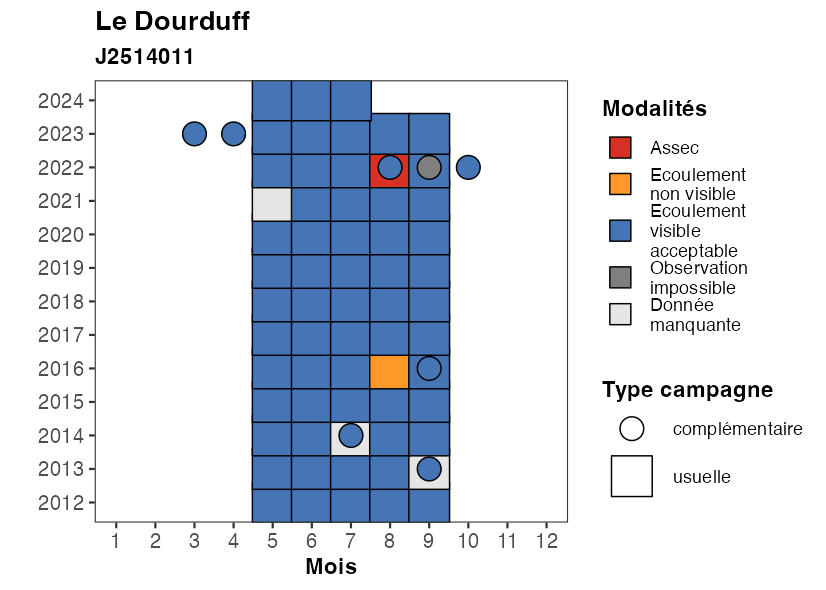 Le Dourduff
J2514011
2024
2023
2022
2021
2020
2019
2018
2017
2016
2015
2014
2013
2012
1 2 3 4 5 6 7 8 9 10 11 12
Mois
Modalités
Assec
Ecoulement
non visible
Ecoulement
visible
acceptable
Observation
impossible
Donnée
manquante
Type campagne
complémentaire
usuelle